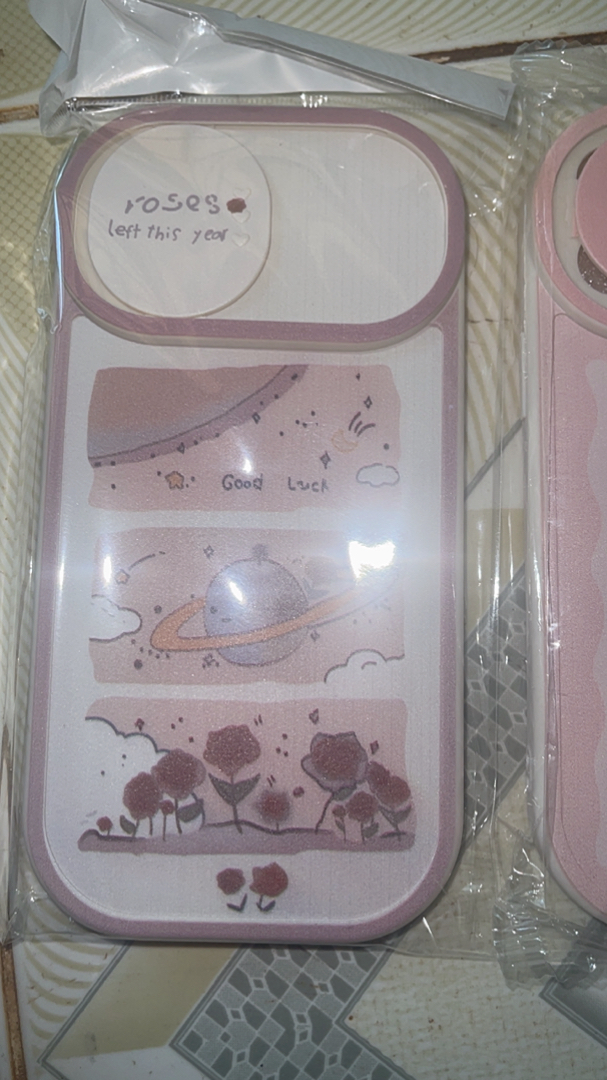 roses
left this year
Good Luck